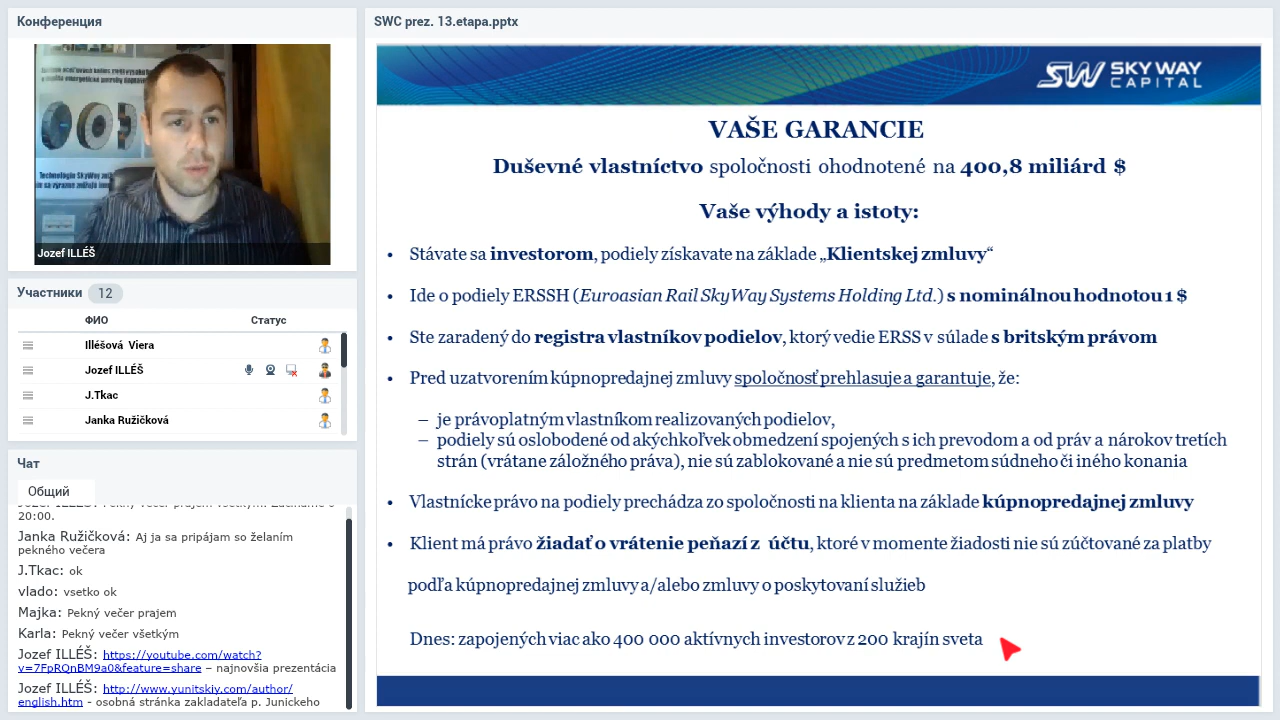 Конференция
Jozef ILLÉŠ
Участники 12
ФИО Статус
Illéšová Viera
Jozef ILLÉŠ
J.Tkac
Janka Ružičková
Чат
Общий
20:00.
Janka Ružičková: Aj ja sa pripájam so želaním
pekného večera
J.Tkac: ok
vlado: vsetko ok
Majka: Pekný večer prajem
Karla: Pekný večer všetkým
Jozef ILLÉŠ: https://youtube.com/watch?
v=7FpRQnBM9a0&feature=share – najnovšia prezentácia
Jozef ILLÉŠ: http://www.yunitskiy.com/author/
english.htm - osobná stránka zakladateľa p. Junickeho
SWC prez. 13.etapa.pptx
SW SKY WAY
CAPITAL
VAŠE GARANCIE
Duševné vlastníctvo spoločnosti ohodnotené na 400,8 miliárd $
Vaše výhody a istoty:
• Stávate sa investorom, podiely získavate na základe „Klientskej zmluvy“
• Ide o podiely ERSSH (Euroasian Rail SkyWay Systems Holding Ltd.) s nominálnou hodnotou 1 $
• Ste zaradený do registra vlastníkov podielov, ktorý vedie ERSS v súlade s britským právom
• Pred uzatvorením kúpnopredajnej zmluvy spoločnosť prehlasuje a garantuje, že:
– je právoplatným vlastníkom realizovaných podielov,
– podiely sú oslobodené od akýchkoľvek obmedzení spojených s ich prevodom a od práv a nárokov tretích
strán (vrátane záložného práva), nie sú zablokované a nie sú predmetom súdneho či iného konania
• Vlastnícke právo na podiely prechádza zo spoločnosti na klienta na základe kúpnopredajnej zmluvy
• Klient má právo žiadať o vrátenie peňazí z účtu, ktoré v momente žiadosti nie sú zúčtované za platby
podľa kúpnopredajnej zmluvy a/alebo zmluvy o poskytovaní služieb
Dnes: zapojených viac ako 400 000 aktívnych investorov z 200 krajín sveta